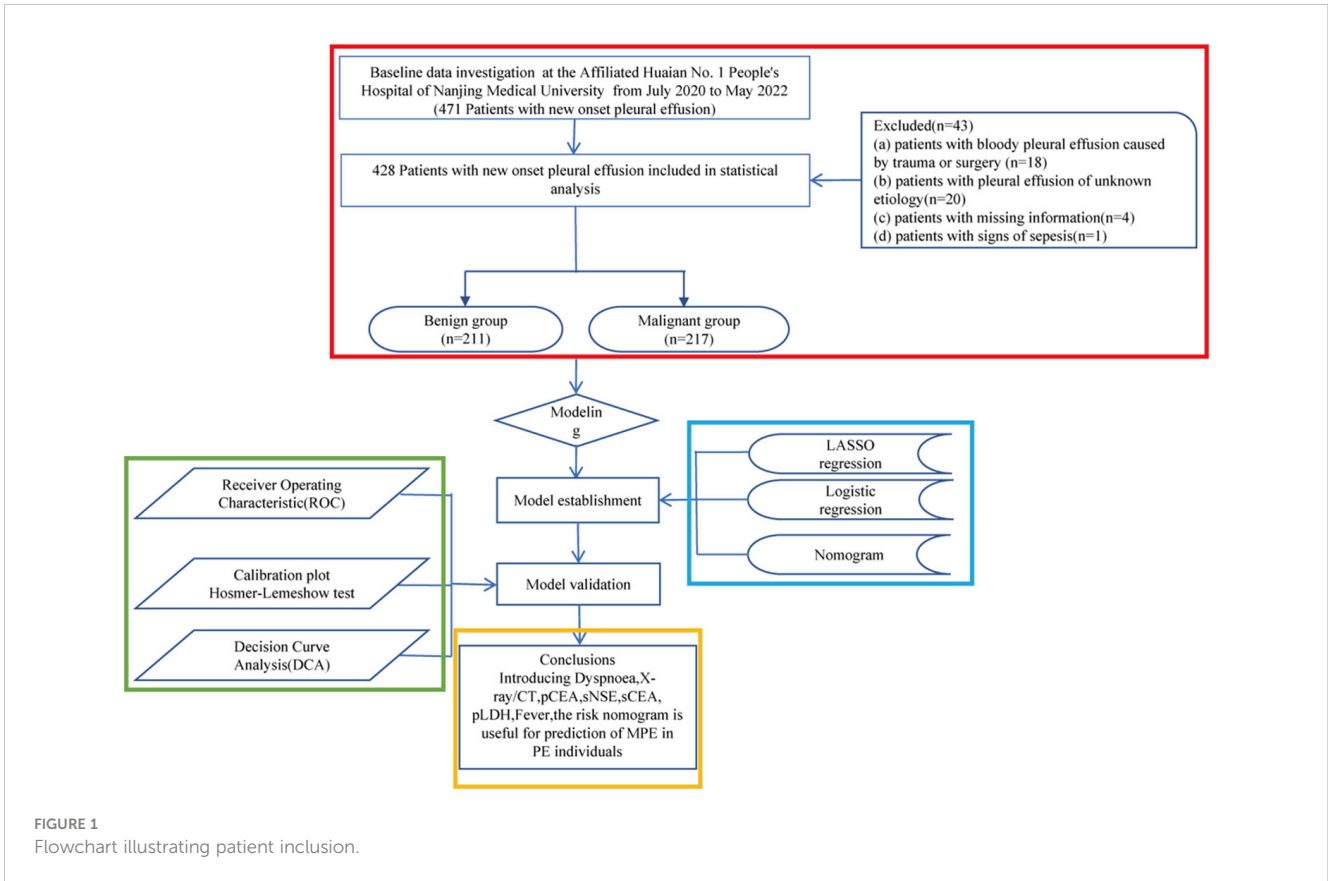 Baseline data investigation at the Affiliated Huaian No. 1 People's
Hospital of Nanjing Medical University from July 2020 to May 2022
(471 Patients with new onset pleural effusion)
Excluded(n=43)
(a) patients with bloody pleural effusion caused
by trauma or surgery (n=18)
(b) patients with pleural effusion of unknown
etiology(n=20)
(c) patients with missing information(n=4)
(d) patients with signs of sepesis(n=1)
428 Patients with new onset pleural effusion included in statistical
analysis
Benign group
(n=211)
Malignant group
(n=217)
Modelin
g
LASSO
regression
Logistic
regression
Nomogram
Model establishment
Receiver Operating
Characteristic(ROC)
Calibration plot
Hosmer-Lemeshow test
Decision Curve
Analysis(DCA)
Model validation
Conclusions
Introducing Dyspnoea,X-
ray/CT,pCEA,sNSE,sCEA,
pLDH,Fever,the risk nomogram is
useful for prediction of MPE in
PE individuals
FIGURE 1
Flowchart illustrating patient inclusion.